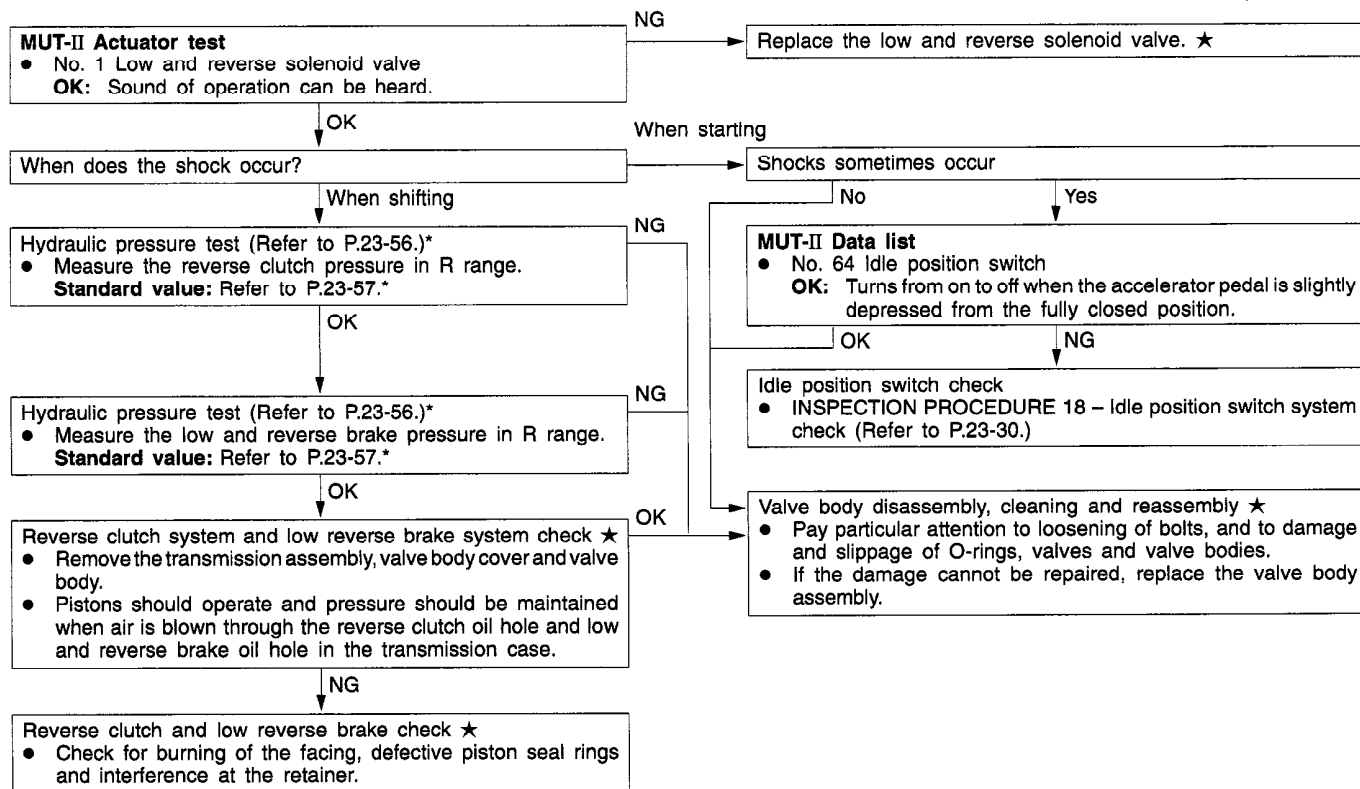 NG
MUT-II Actuator test
● No. 1 Low and reverse solenoid valve
OK: Sound of operation can be heard.
Replace the low and reverse solenoid valve. ★
OK
When starting
When does the shock occur?
Shocks sometimes occur
When shifting
No
Yes
NG
Hydraulic pressure test (Refer to P.23-56.)*
● Measure the reverse clutch pressure in R range.
Standard value: Refer to P.23-57.*
MUT-II Data list
● No. 64 Idle position switch
OK: Turns from on to off when the accelerator pedal is slightly
depressed from the fully closed position.
OK
OK
NG
NG
Idle position switch check
● INSPECTION PROCEDURE 18 – Idle position switch system
check (Refer to P.23-30.)
Hydraulic pressure test (Refer to P.23-56.)*
● Measure the low and reverse brake pressure in R range.
Standard value: Refer to P.23-57.*
OK
OK
Valve body disassembly, cleaning and reassembly ★
● Pay particular attention to loosening of bolts, and to damage
and slippage of O-rings, valves and valve bodies.
● If the damage cannot be repaired, replace the valve body
assembly.
Reverse clutch system and low reverse brake system check ★
● Remove the transmission assembly, valve body cover and valve
body.
● Pistons should operate and pressure should be maintained
when air is blown through the reverse clutch oil hole and low
and reverse brake oil hole in the transmission case.
NG
Reverse clutch and low reverse brake check ★
● Check for burning of the facing, defective piston seal rings
and interference at the retainer.